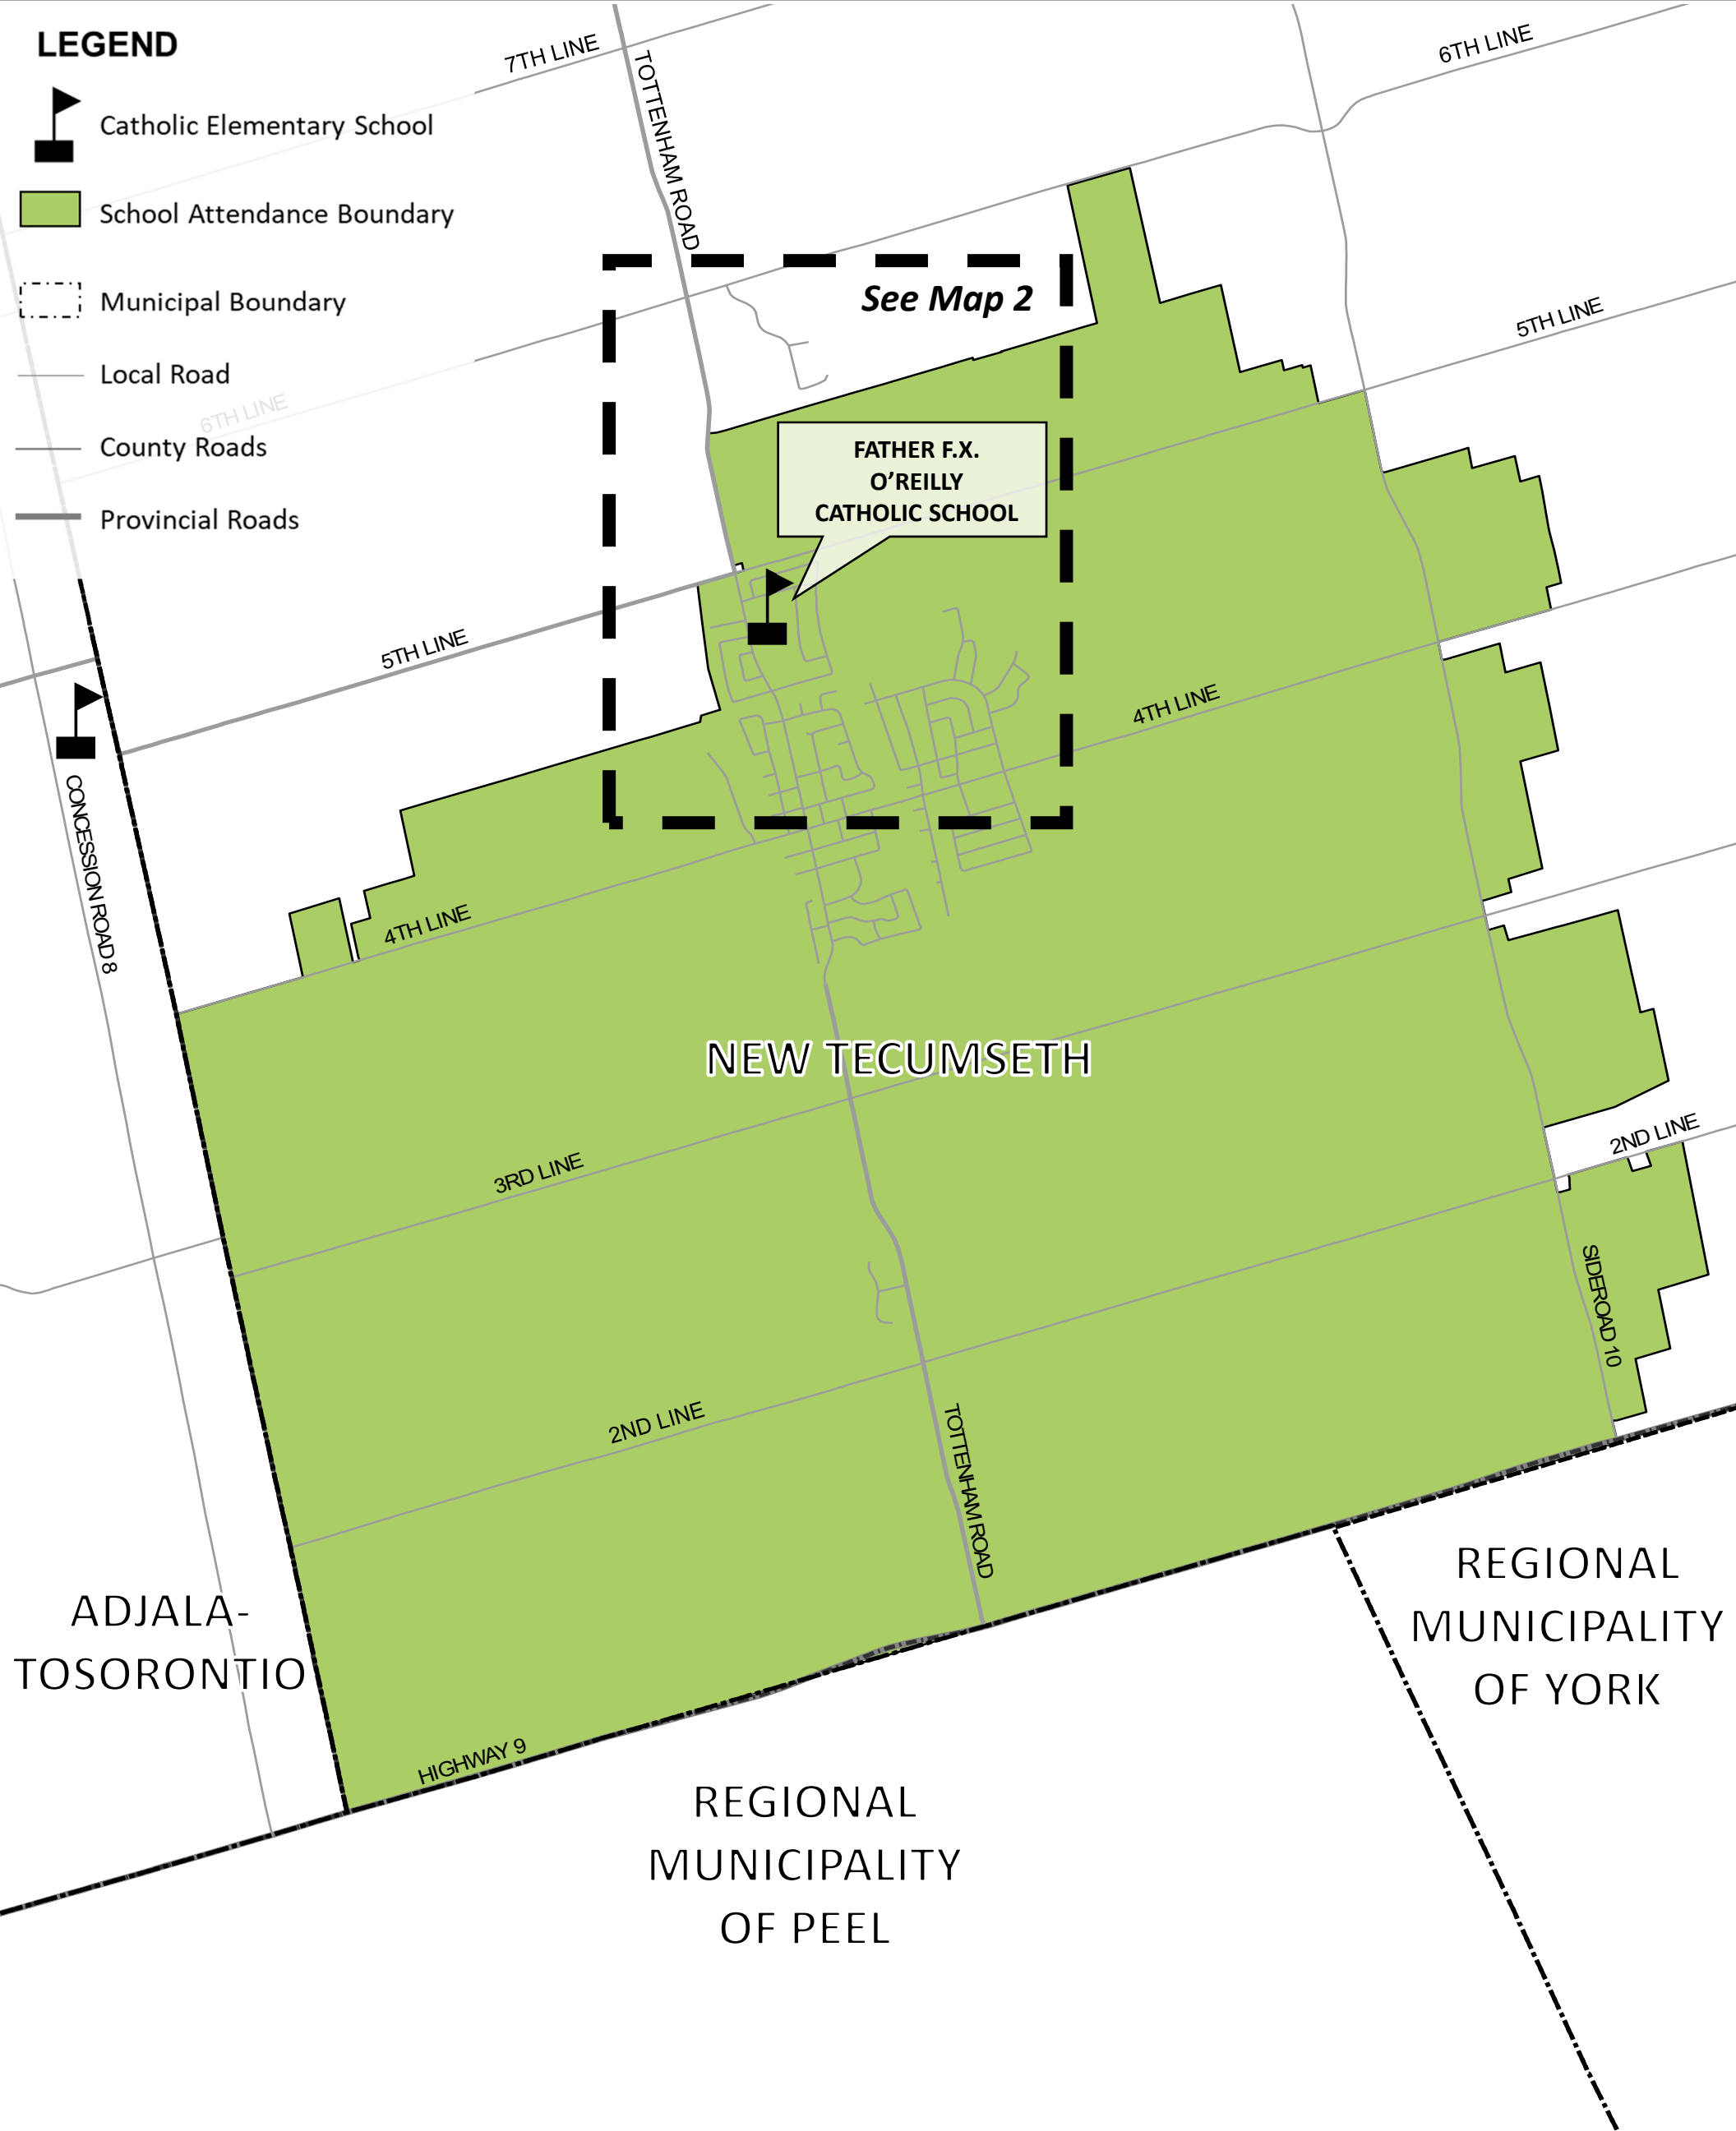 LEGEND
Catholic Elementary School
School Attendance Boundary
Municipal Boundary
Local Road
County Roads
Provincial Roads
7TH LINE
TOTTENHAM ROAD
6TH LINE
See Map 2
5TH LINE
6TH LINE
FATHER F.X.
O’REILLY
CATHOLIC SCHOOL
5TH LINE
4TH LINE
CONCESSION ROAD 8
4TH LINE
NEW TECUMSETH
3RD LINE
2ND LINE
SIDEROAD 10
2ND LINE
TOTTENHAM ROAD
ADJALA-
TOSORONTIO
REGIONAL
MUNICIPALITY
OF YORK
HIGHWAY 9
REGIONAL
MUNICIPALITY
OF PEEL